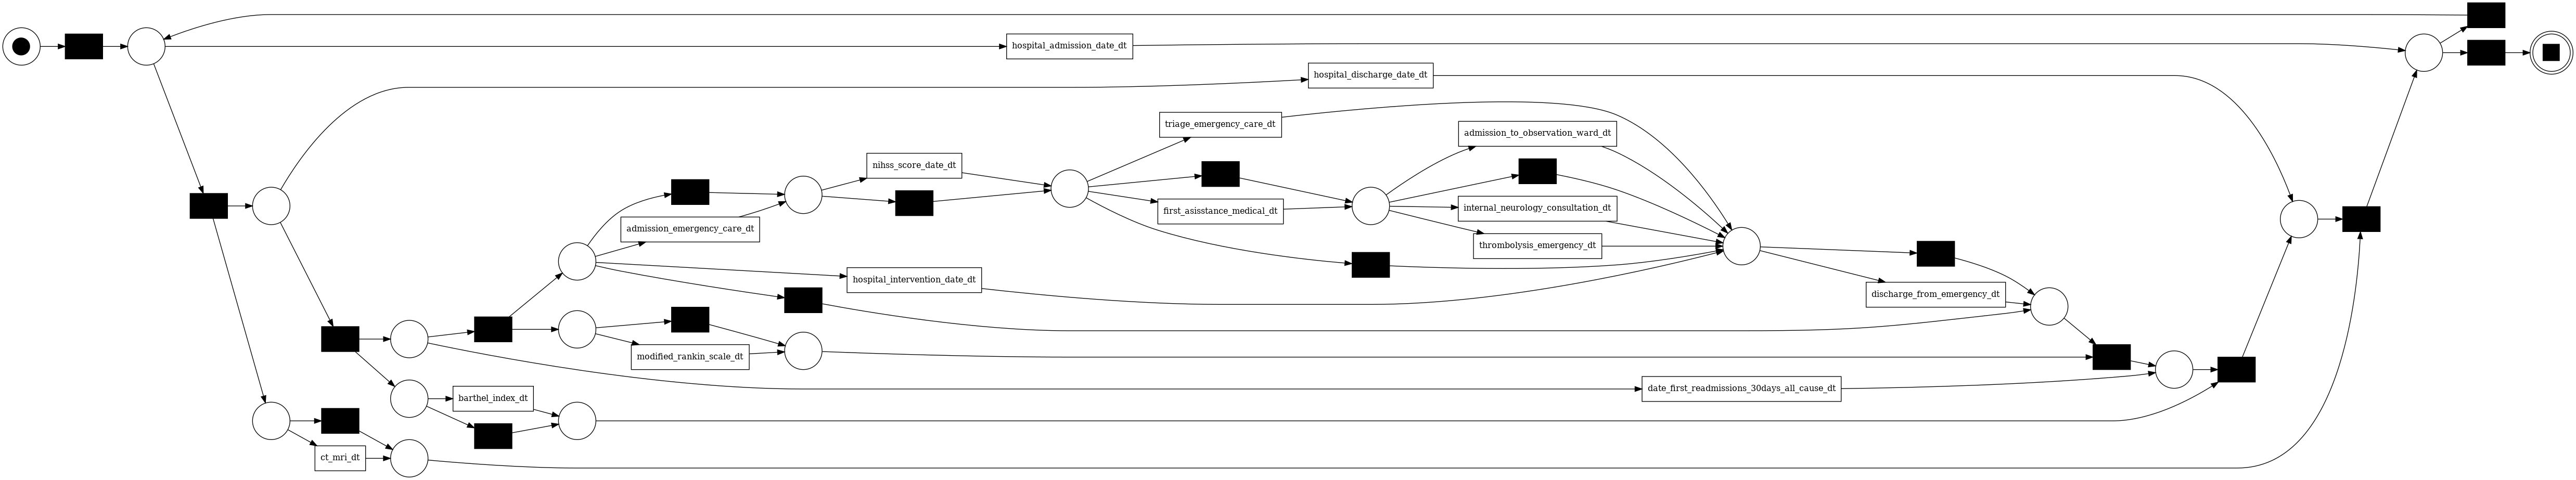 hospital_admission_date_dt
hospital_discharge_date_dt
triage_emergency_care_dt
admission_to_observation_ward_dt
nihss_score_date_dt
internal_neurology_consultation_dt
first_asisstance_medical_dt
admission_emergency_care_dt
thrombolysis_emergency_dt
hospital_intervention_date_dt
discharge_from_emergency_dt
modified_rankin_scale_dt
date_first_readmissions_30days_all_cause_dt
barthel_index_dt
ct_mri_dt